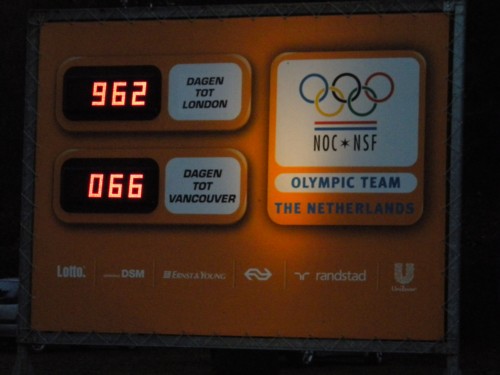 962
DAGEN
TOT
LONDON
066
DAGEN
TOT
VANCOUVER
NOC*NSF
OLYMPIC TEAM
THE NETHERLANDS
Lotto.
DSM
ERNST & YOUNG
randstad
Unilever